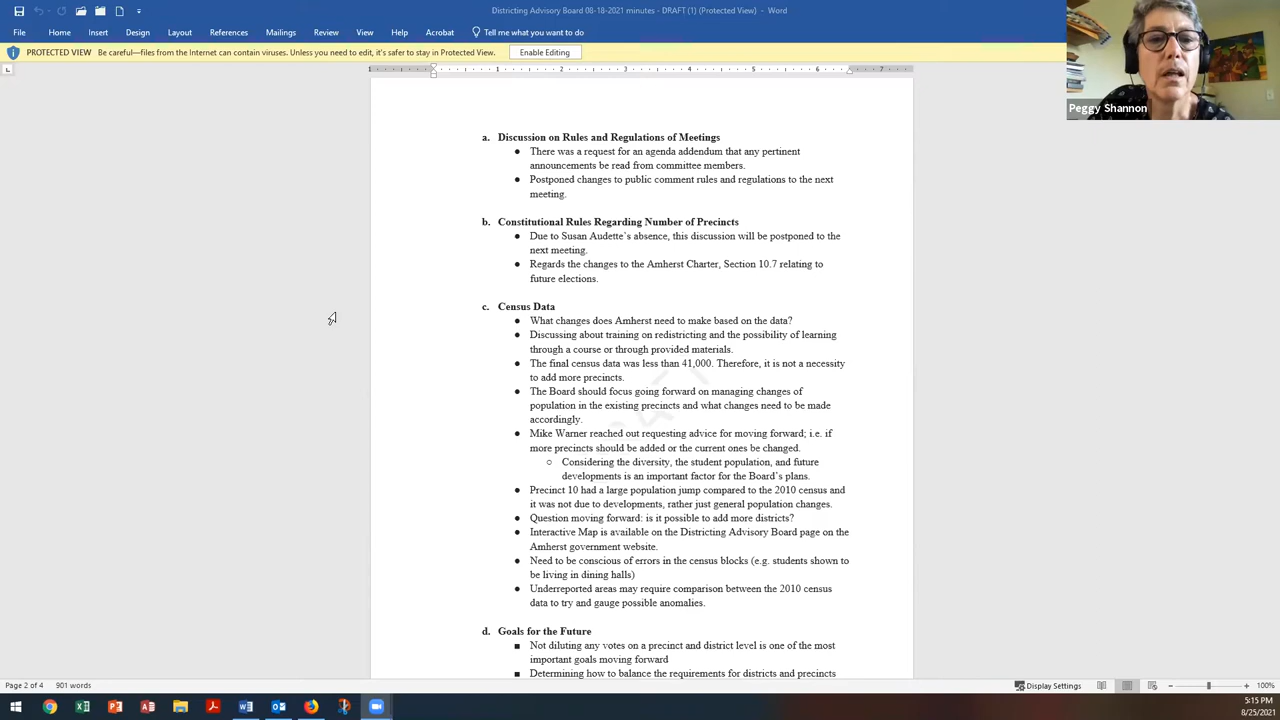 Districting Advisory Board 08-18-2021 minutes - DRAFT (1) (Protected View) - Word
File Home Insert Design Layout References Mailings Review View Help Acrobat Tell me what you want to do
PROTECTED VIEW Be careful—files from the Internet can contain viruses. Unless you need to edit, it's safer to stay in Protected View. Enable Editing
Peggy Shannon
1 1 2 3 4 5 6 7
a. Discussion on Rules and Regulations of Meetings
● There was a request for an agenda addendum that any pertinent
announcements be read from committee members.
● Postponed changes to public comment rules and regulations to the next
meeting.
b. Constitutional Rules Regarding Number of Precincts
● Due to Susan Audette`s absence, this discussion will be postponed to the
next meeting.
● Regards the changes to the Amherst Charter, Section 10.7 relating to
future elections.
c. Census Data
● What changes does Amherst need to make based on the data?
● Discussing about training on redistricting and the possibility of learning
through a course or through provided materials.
● The final census data was less than 41,000. Therefore, it is not a necessity
to add more precincts.
● The Board should focus going forward on managing changes of
population in the existing precincts and what changes need to be made
accordingly.
● Mike Warner reached out requesting advice for moving forward; i.e. if
more precincts should be added or the current ones be changed.
○ Considering the diversity, the student population, and future
developments is an important factor for the Board`s plans.
● Precinct 10 had a large population jump compared to the 2010 census and
it was not due to developments, rather just general population changes.
● Question moving forward: is it possible to add more districts?
● Interactive Map is available on the Districting Advisory Board page on the
Amherst government website.
● Need to be conscious of errors in the census blocks (e.g. students shown to
be living in dining halls)
● Underreported areas may require comparison between the 2010 census
data to try and gauge possible anomalies.
d. Goals for the Future
■ Not diluting any votes on a precinct and district level is one of the most
important goals moving forward
■ Determining how to balance the requirements for districts and precincts
Page 2 of 4 901 words Display Settings 100%
5:15 PM
8/25/2021